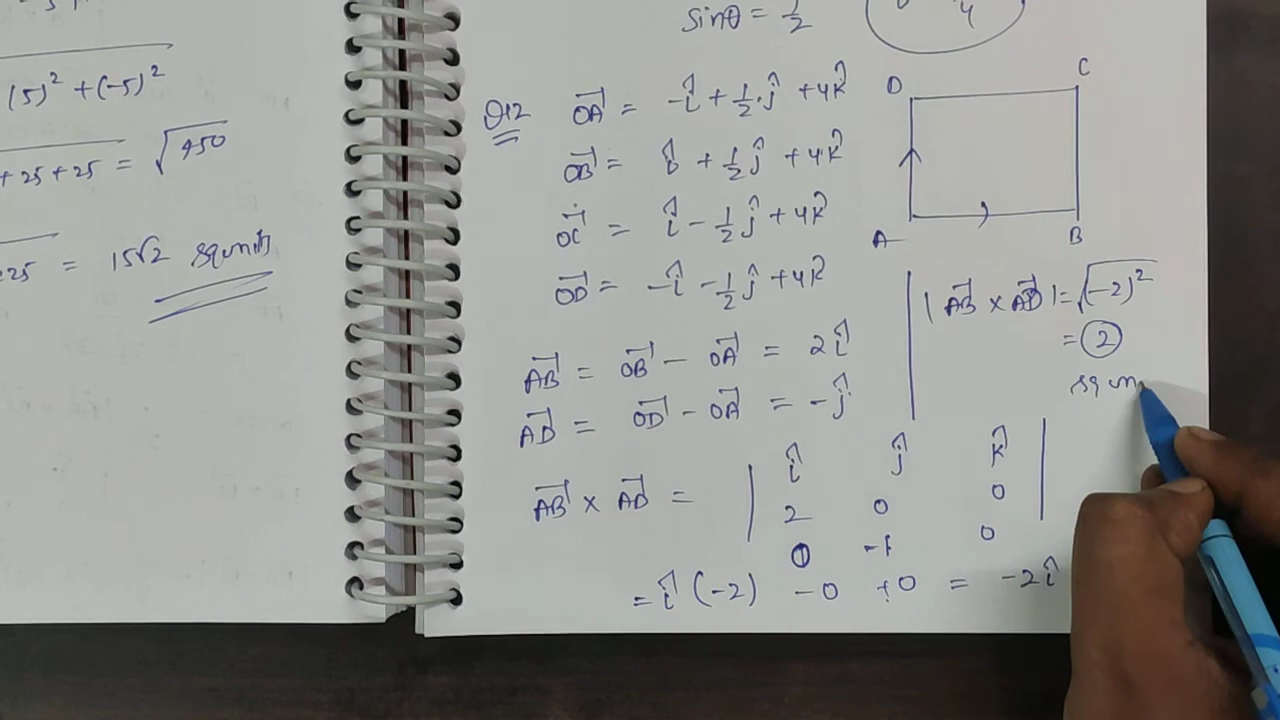 (5)² + (-5)²
+ 25 + 25 = √450
225 = 15√2 sq units
sinθ = 1/2
4
Q12 OA⃗ = -î + 1/2 ĵ + 4k̂
OB⃗ = î + 1/2 ĵ + 4k̂
OC⃗ = î - 1/2 ĵ + 4k̂
OD⃗ = -î - 1/2 ĵ + 4k̂
AB⃗ = OB⃗ - OA⃗ = 2î
AD⃗ = OD⃗ - OA⃗ = -ĵ
AB⃗ × AD⃗ = | î ĵ k̂ |
2 0 0
0 -1 0
= î (-2) - 0 + 0 = -2î
D C
A B
| AB⃗ × AD⃗ | = √(-2)²
= 2
sq un